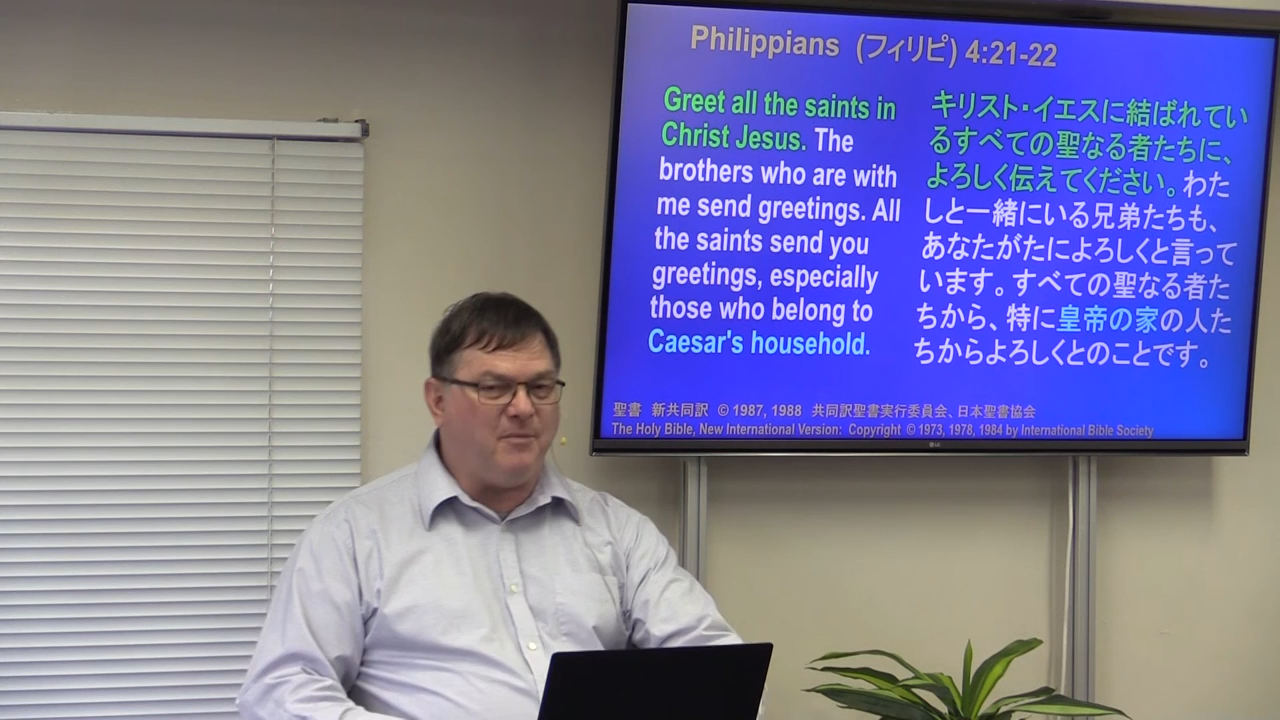 Philippians (フィリピ) 4:21-22
Greet all the saints in
Christ Jesus. The
brothers who are with
me send greetings. All
the saints send you
greetings, especially
those who belong to
Caesar's household.
キリスト・イエスに結ばれてい
るすべての聖なる者たちに、
よろしく伝えてください。わた
しと一緒にいる兄弟たちも、
あなたがたによろしくと言って
います。すべての聖なる者た
ちから、特に皇帝の家の人た
ちからよろしくとのことです。
聖書 新共同訳 © 1987, 1988 共同訳聖書実行委員会、日本聖書協会
The Holy Bible, New International Version: Copyright © 1973, 1978, 1984 by International Bible Society
LG